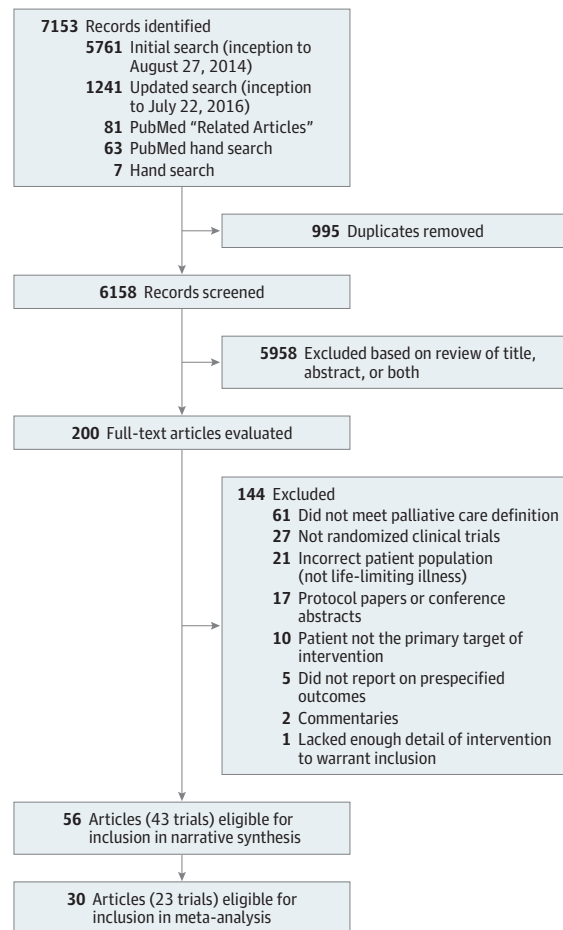 7153 Records identified
5761 Initial search (inception to
August 27, 2014)
1241 Updated search (inception
to July 22, 2016)
81 PubMed “Related Articles”
63 PubMed hand search
7 Hand search
995 Duplicates removed
6158 Records screened
5958 Excluded based on review of title,
abstract, or both
200 Full-text articles evaluated
144 Excluded
61 Did not meet palliative care definition
27 Not randomized clinical trials
21 Incorrect patient population
(not life-limiting illness)
17 Protocol papers or conference
abstracts
10 Patient not the primary target of
intervention
5 Did not report on prespecified
outcomes
2 Commentaries
1 Lacked enough detail of intervention
to warrant inclusion
56 Articles (43 trials) eligible for
inclusion in narrative synthesis
30 Articles (23 trials) eligible for
inclusion in meta-analysis